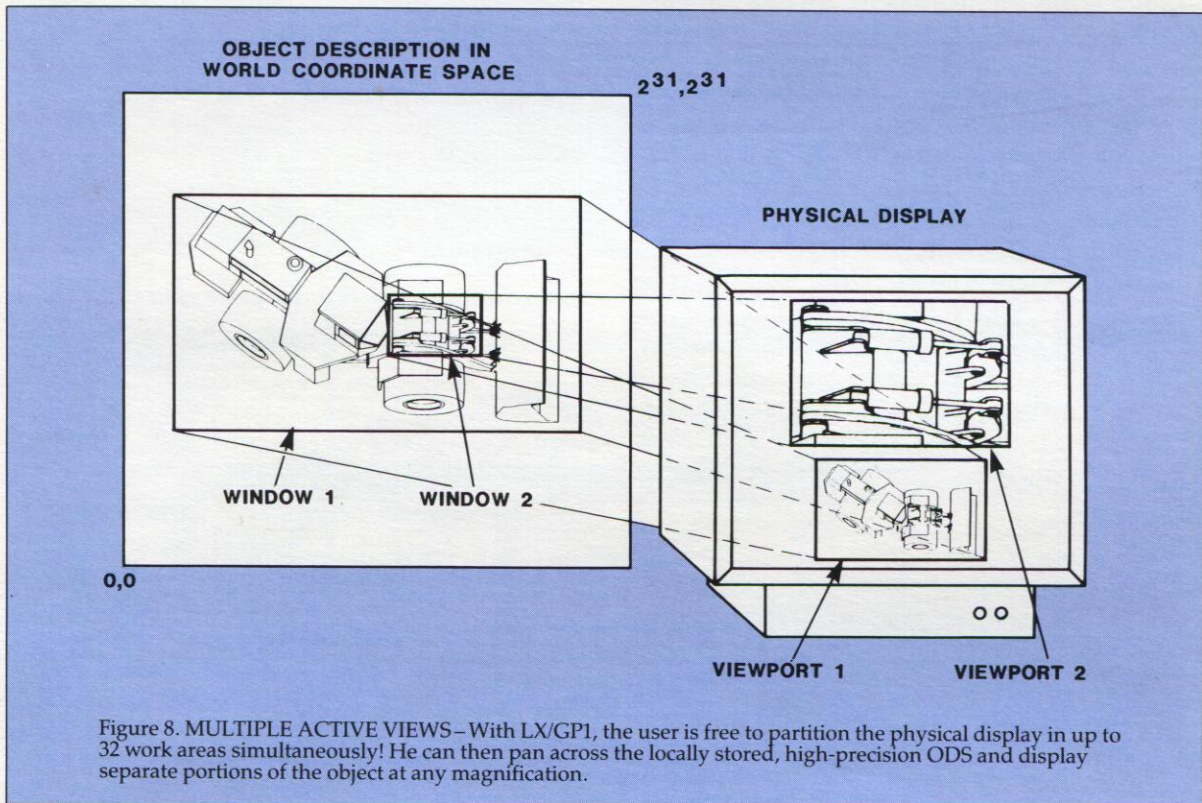 OBJECT DESCRIPTION IN
WORLD COORDINATE SPACE
2³¹,2³¹
PHYSICAL DISPLAY
WINDOW 1
WINDOW 2
0,0
VIEWPORT 1
VIEWPORT 2
Figure 8. MULTIPLE ACTIVE VIEWS–With LX/GP1, the user is free to partition the physical display in up to
32 work areas simultaneously! He can then pan across the locally stored, high-precision ODS and display
separate portions of the object at any magnification.